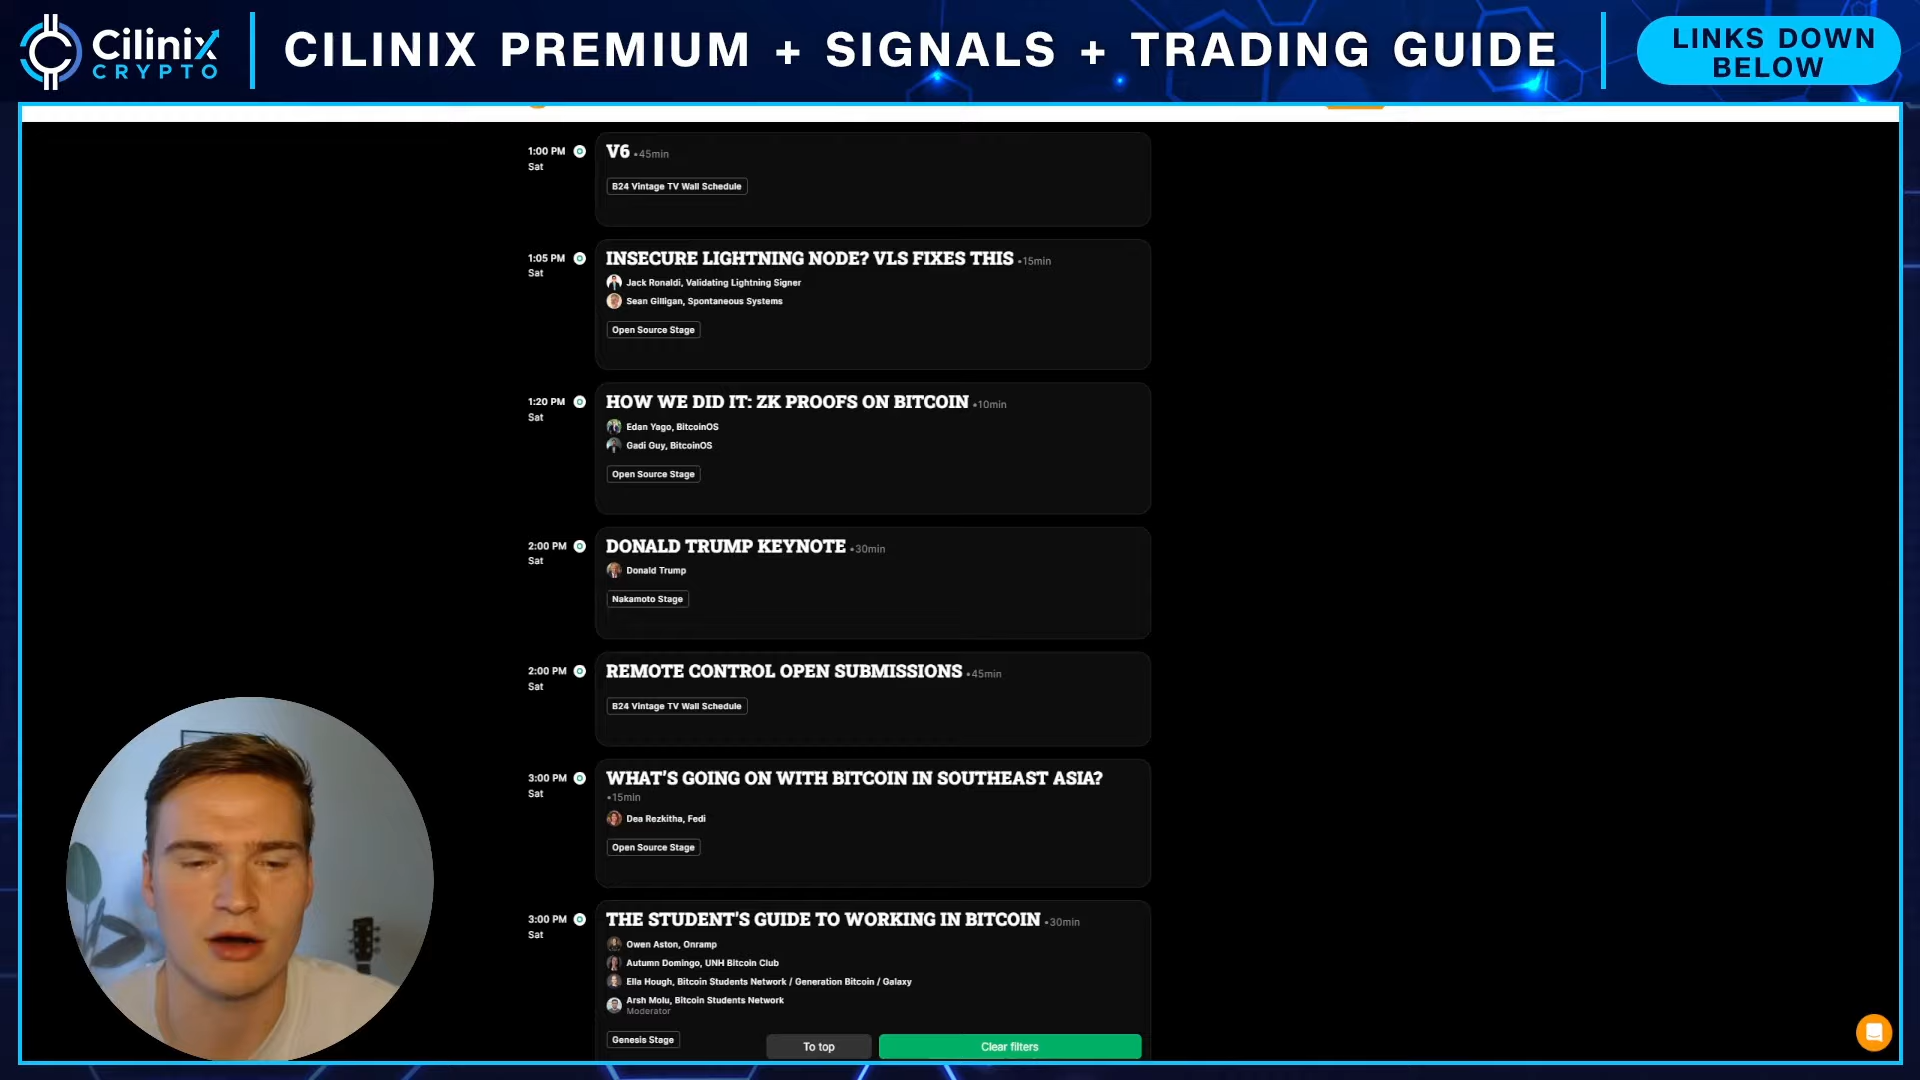 Cilinix
CRYPTO
CILINIX PREMIUM + SIGNALS + TRADING GUIDE
LINKS DOWN
BELOW
1:00 PM
Sat
V6 •45min
B24 Vintage TV Wall Schedule
1:05 PM
Sat
INSECURE LIGHTNING NODE? VLS FIXES THIS •15min
Jack Ronaldi, Validating Lightning Signer
Sean Gilligan, Spontaneous Systems
Open Source Stage
1:20 PM
Sat
HOW WE DID IT: ZK PROOFS ON BITCOIN •10min
Edan Yago, BitcoinOS
Gadi Guy, BitcoinOS
Open Source Stage
2:00 PM
Sat
DONALD TRUMP KEYNOTE •30min
Donald Trump
Nakamoto Stage
2:00 PM
Sat
REMOTE CONTROL OPEN SUBMISSIONS •45min
B24 Vintage TV Wall Schedule
3:00 PM
Sat
WHAT'S GOING ON WITH BITCOIN IN SOUTHEAST ASIA?
•15min
Dea Rezkitha, Fedi
Open Source Stage
3:00 PM
Sat
THE STUDENT'S GUIDE TO WORKING IN BITCOIN •30min
Owen Aston, Onramp
Autumn Domingo, UNH Bitcoin Club
Ella Hough, Bitcoin Students Network / Generation Bitcoin / Galaxy
Arsh Molu, Bitcoin Students Network
Moderator
Genesis Stage
To top
Clear filters